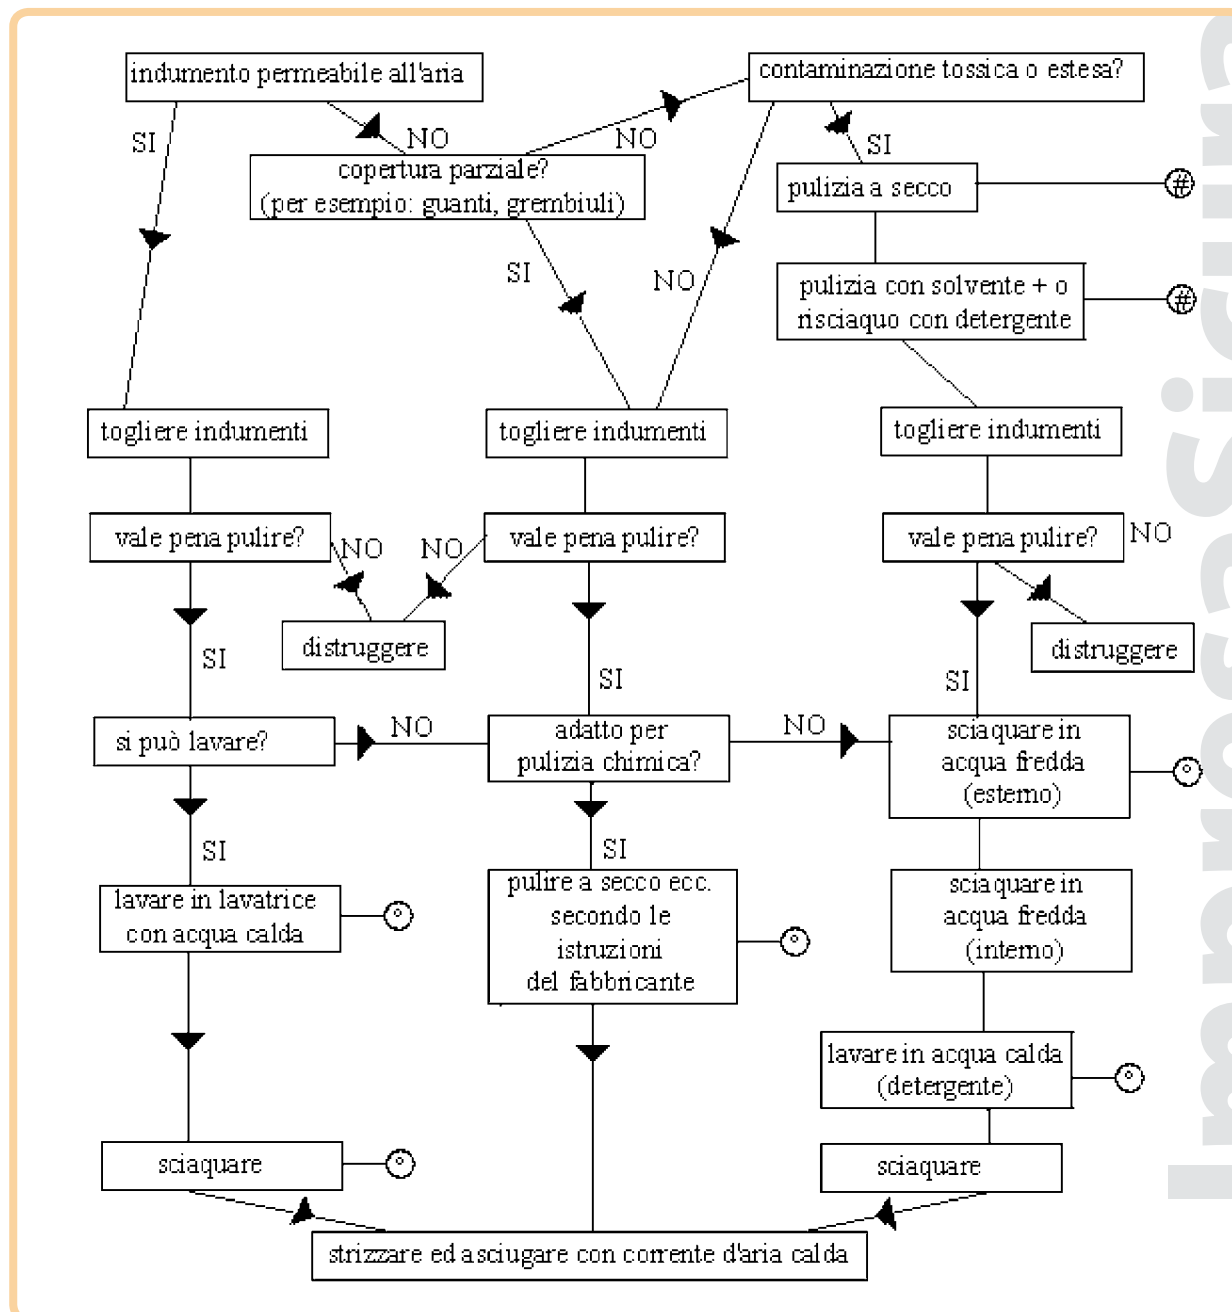 indumento permeabile all'aria
contaminazione tossica o estesa?
SI
NO
NO
SI
copertura parziale?
(per esempio: guanti, grembiuli)
pulizia a secco
#
SI
NO
pulizia con solvente + o
risciaquo con detergente
#
togliere indumenti
togliere indumenti
togliere indumenti
vale pena pulire?
NO
NO
vale pena pulire?
vale pena pulire?
NO
distruggere
distruggere
SI
SI
SI
si può lavare?
NO
adatto per
pulizia chimica?
NO
sciaquare in
acqua fredda
(esterno)
°
SI
SI
lavare in lavatrice
con acqua calda
°
pulire a secco ecc.
secondo le
istruzioni
del fabbricante
°
sciaquare in
acqua fredda
(interno)
lavare in acqua calda
(detergente)
°
sciaquare
°
sciaquare
strizzare ed asciugare con corrente d'aria calda
ImpresaSicura